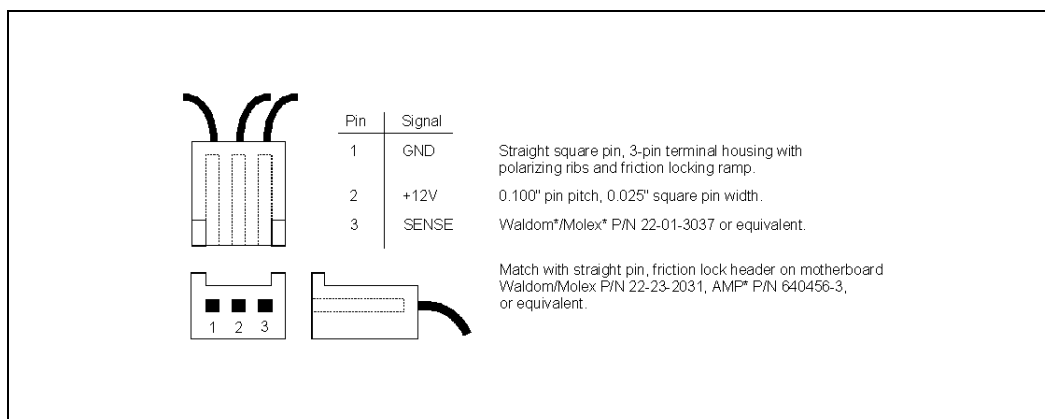 Pin Signal
1 GND
2 +12V
3 SENSE
Straight square pin, 3-pin terminal housing with
polarizing ribs and friction locking ramp.
0.100" pin pitch, 0.025" square pin width.
Waldom*/Molex* P/N 22-01-3037 or equivalent.
Match with straight pin, friction lock header on motherboard
Waldom/Molex P/N 22-23-2031, AMP* P/N 640456-3,
or equivalent.
1 2 3